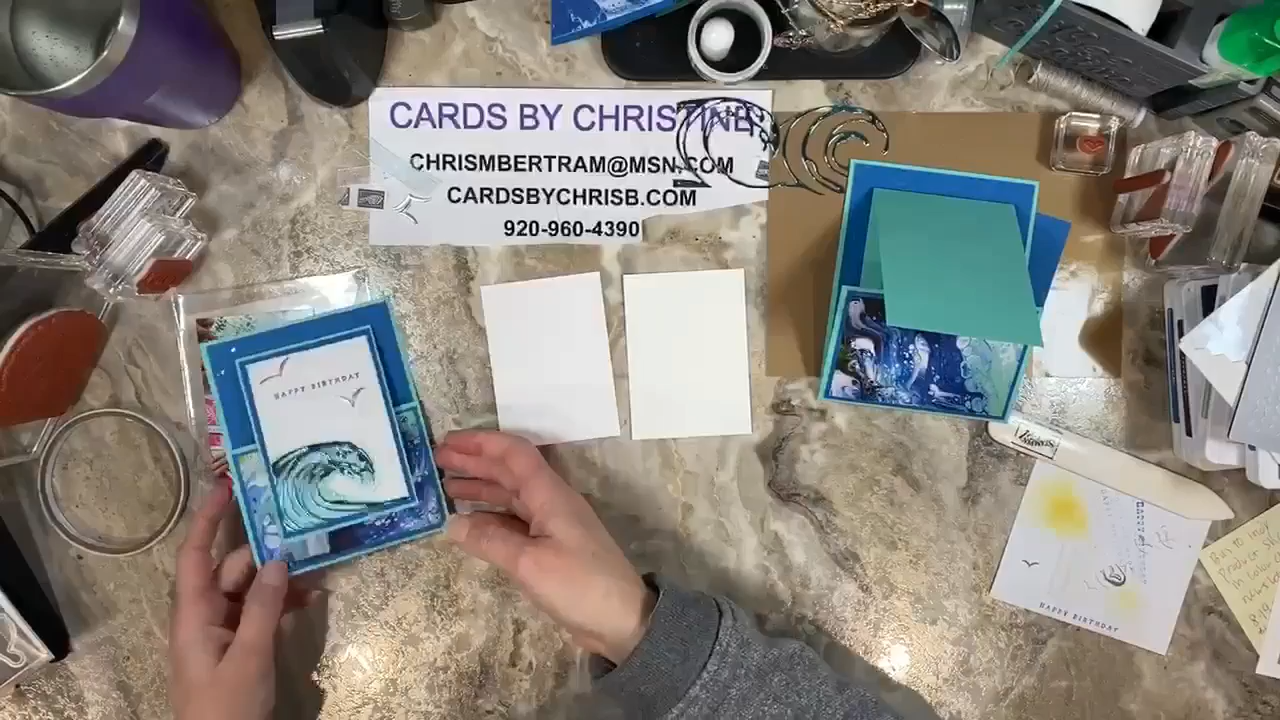 CARDS BY CHRISTINE
CHRISMBERTRAM@MSN.COM
CARDSBYCHRISB.COM
920-960-4390
HAPPY BIRTHDAY
HAPPY BIRTHDAY